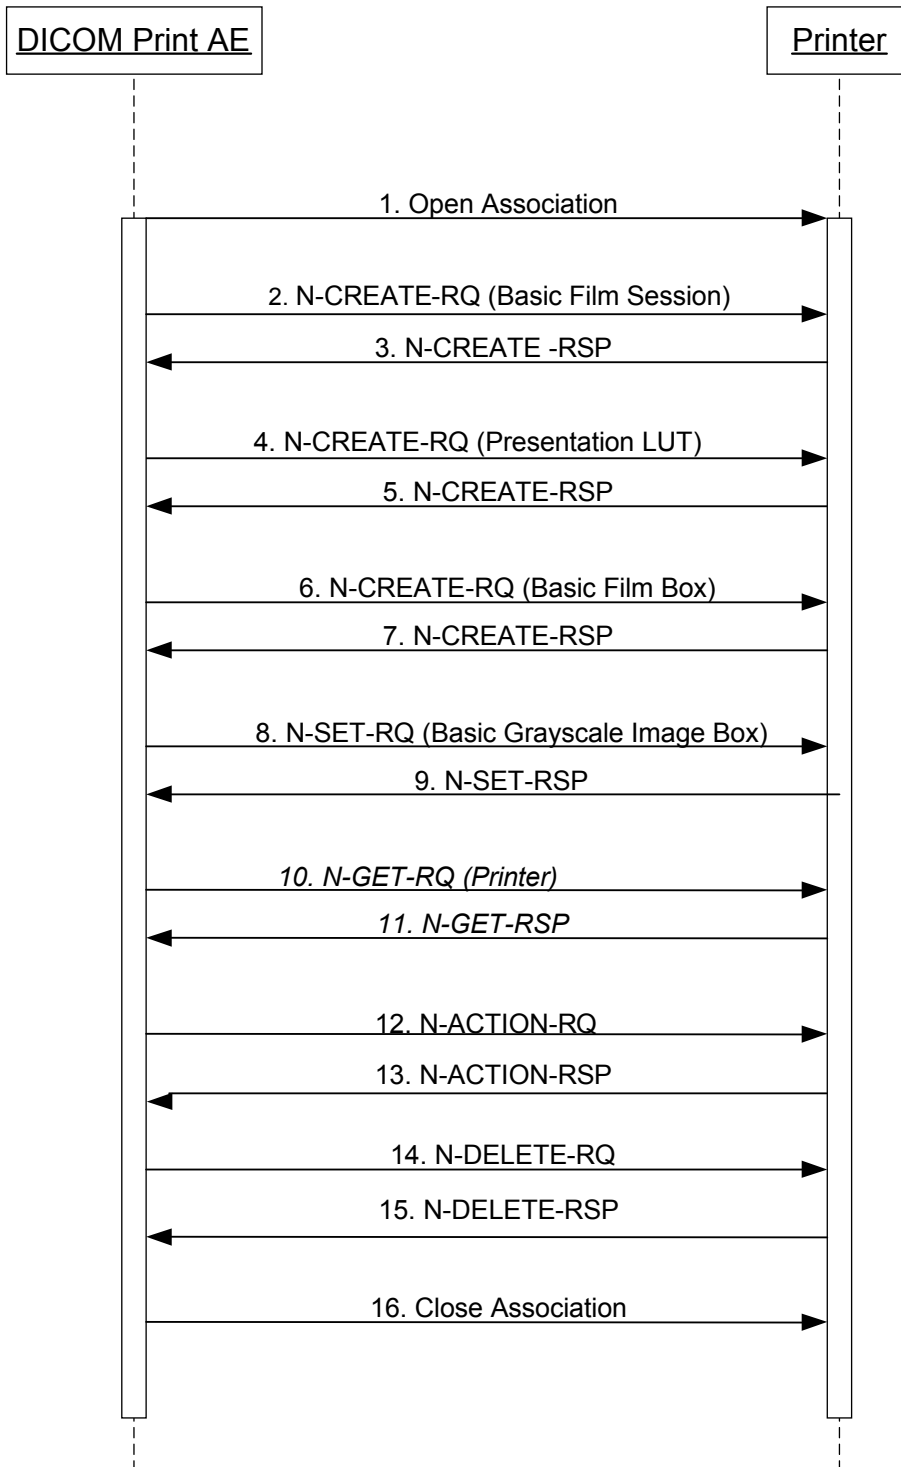 DICOM Print AE
Printer
1. Open Association
2. N-CREATE-RQ (Basic Film Session)
3. N-CREATE -RSP
4. N-CREATE-RQ (Presentation LUT)
5. N-CREATE-RSP
6. N-CREATE-RQ (Basic Film Box)
7. N-CREATE-RSP
8. N-SET-RQ (Basic Grayscale Image Box)
9. N-SET-RSP
10. N-GET-RQ (Printer)
11. N-GET-RSP
12. N-ACTION-RQ
13. N-ACTION-RSP
14. N-DELETE-RQ
15. N-DELETE-RSP
16. Close Association